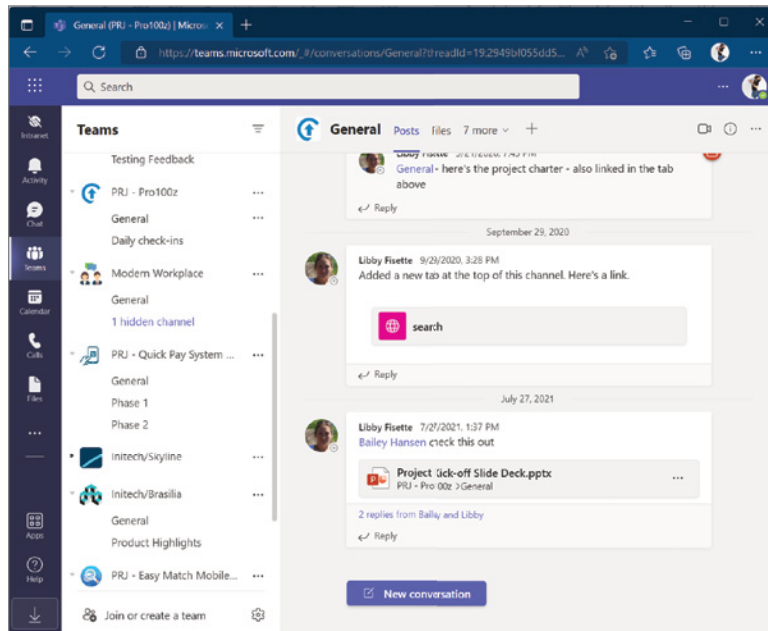 General (PRJ - Pro100z) | Micros
https://teams.microsoft.com/_#/conversations/General?threadId=19:2949bf055dd5...
Search
Intranet
Activity
Chat
Teams
Calendar
Calls
Files
Apps
Help
Teams
Testing Feedback
PRJ - Pro100z
General
Daily check-ins
Modern Workplace
General
1 hidden channel
PRJ - Quick Pay System ...
General
Phase 1
Phase 2
Initech/Skyline
Initech/Brasilia
General
Product Highlights
PRJ - Easy Match Mobile...
Join or create a team
General Posts Files 7 more
Libby Fisette
General - here's the project charter - also linked in the tab
above
Reply
September 29, 2020
Libby Fisette 9/29/2020, 3:28 PM
Added a new tab at the top of this channel. Here's a link.
search
Reply
July 27, 2021
Libby Fisette 7/27/2021, 1:37 PM
Bailey Hansen check this out
Project Kick-off Slide Deck.pptx
PRJ - Pro100z > General
2 replies from Bailey and Libby
Reply
New conversation